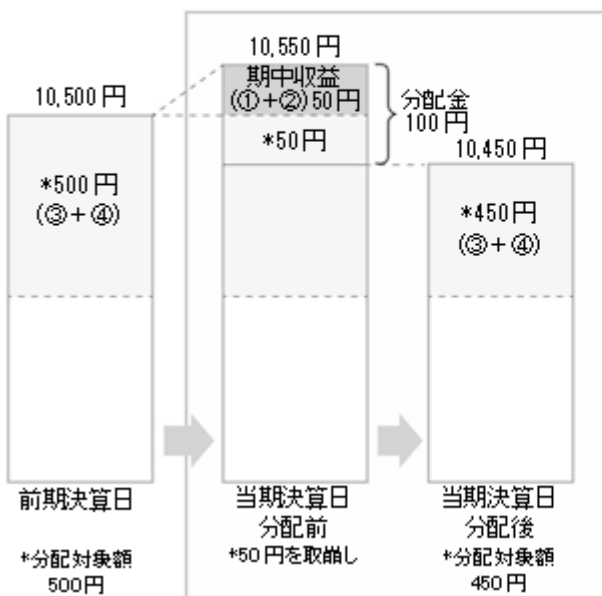 10,550円
期中収益
(①+②)50円
*50円
分配金
100円
10,500円
*500円
(③+④)
10,450円
*450円
(③+④)
前期決算日
*分配対象額
500円
当期決算日
分配前
*50円を取崩し
当期決算日
分配後
*分配対象額
450円